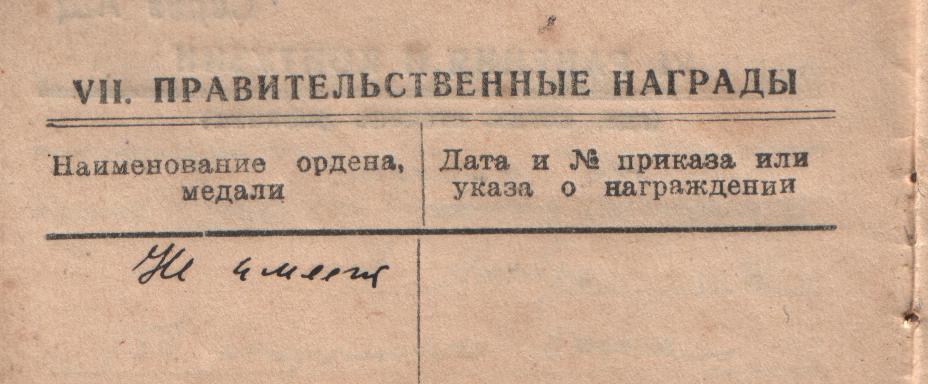 VII. ПРАВИТЕЛЬСТВЕННЫЕ НАГРАДЫ
Наименование ордена,
медали
Дата и № приказа или
указа о награждении
Не имеет